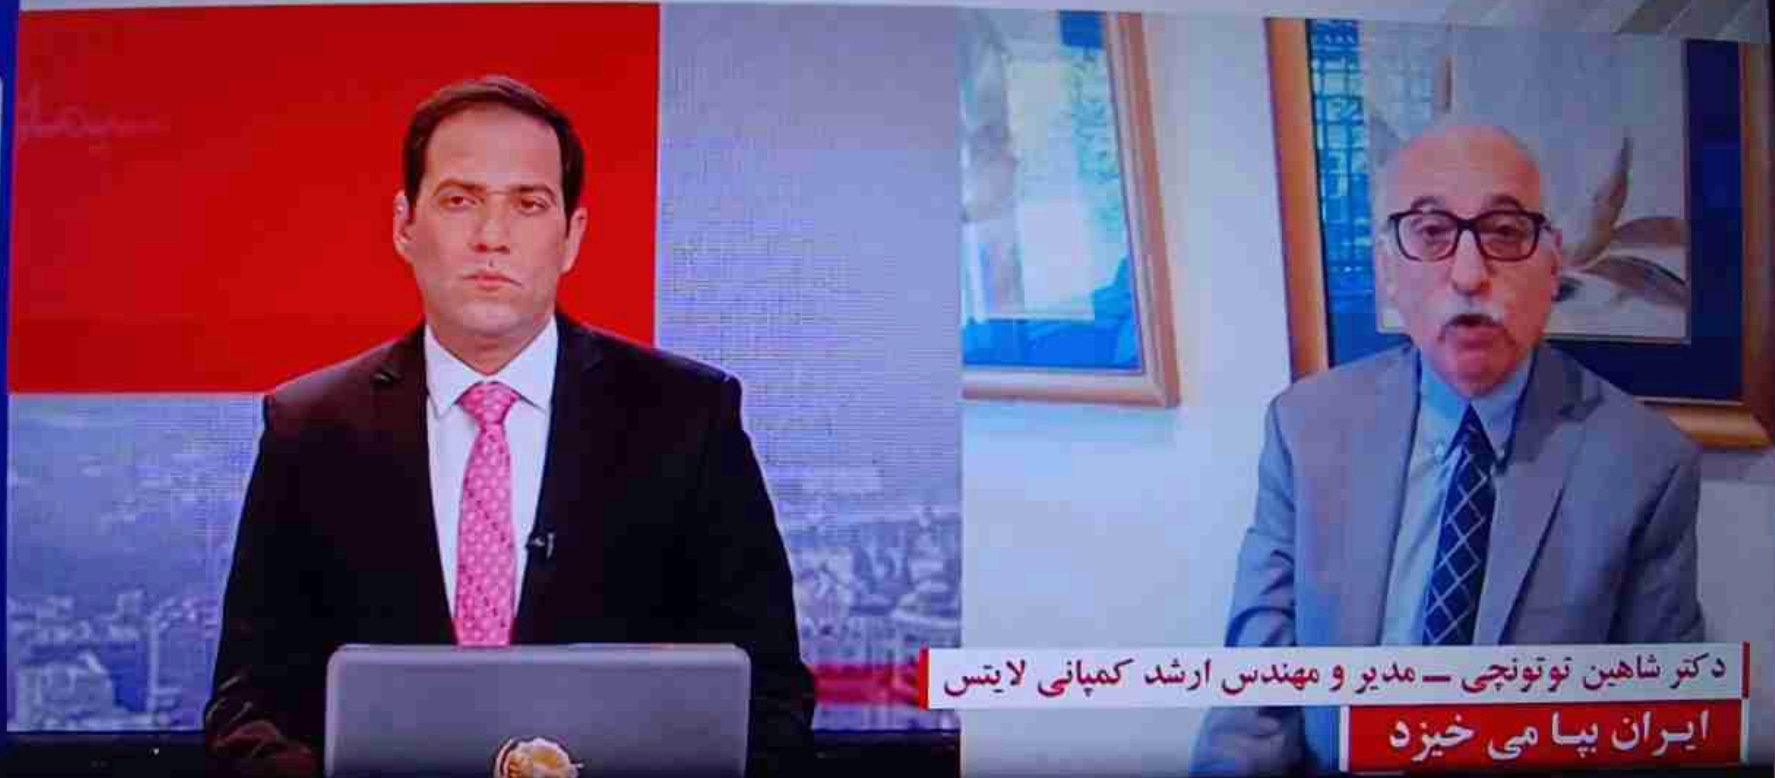 دکتر شاهین توتونچی – مدیر و مهندس ارشد کمپانی لایتس
ایران بپا می خیزد